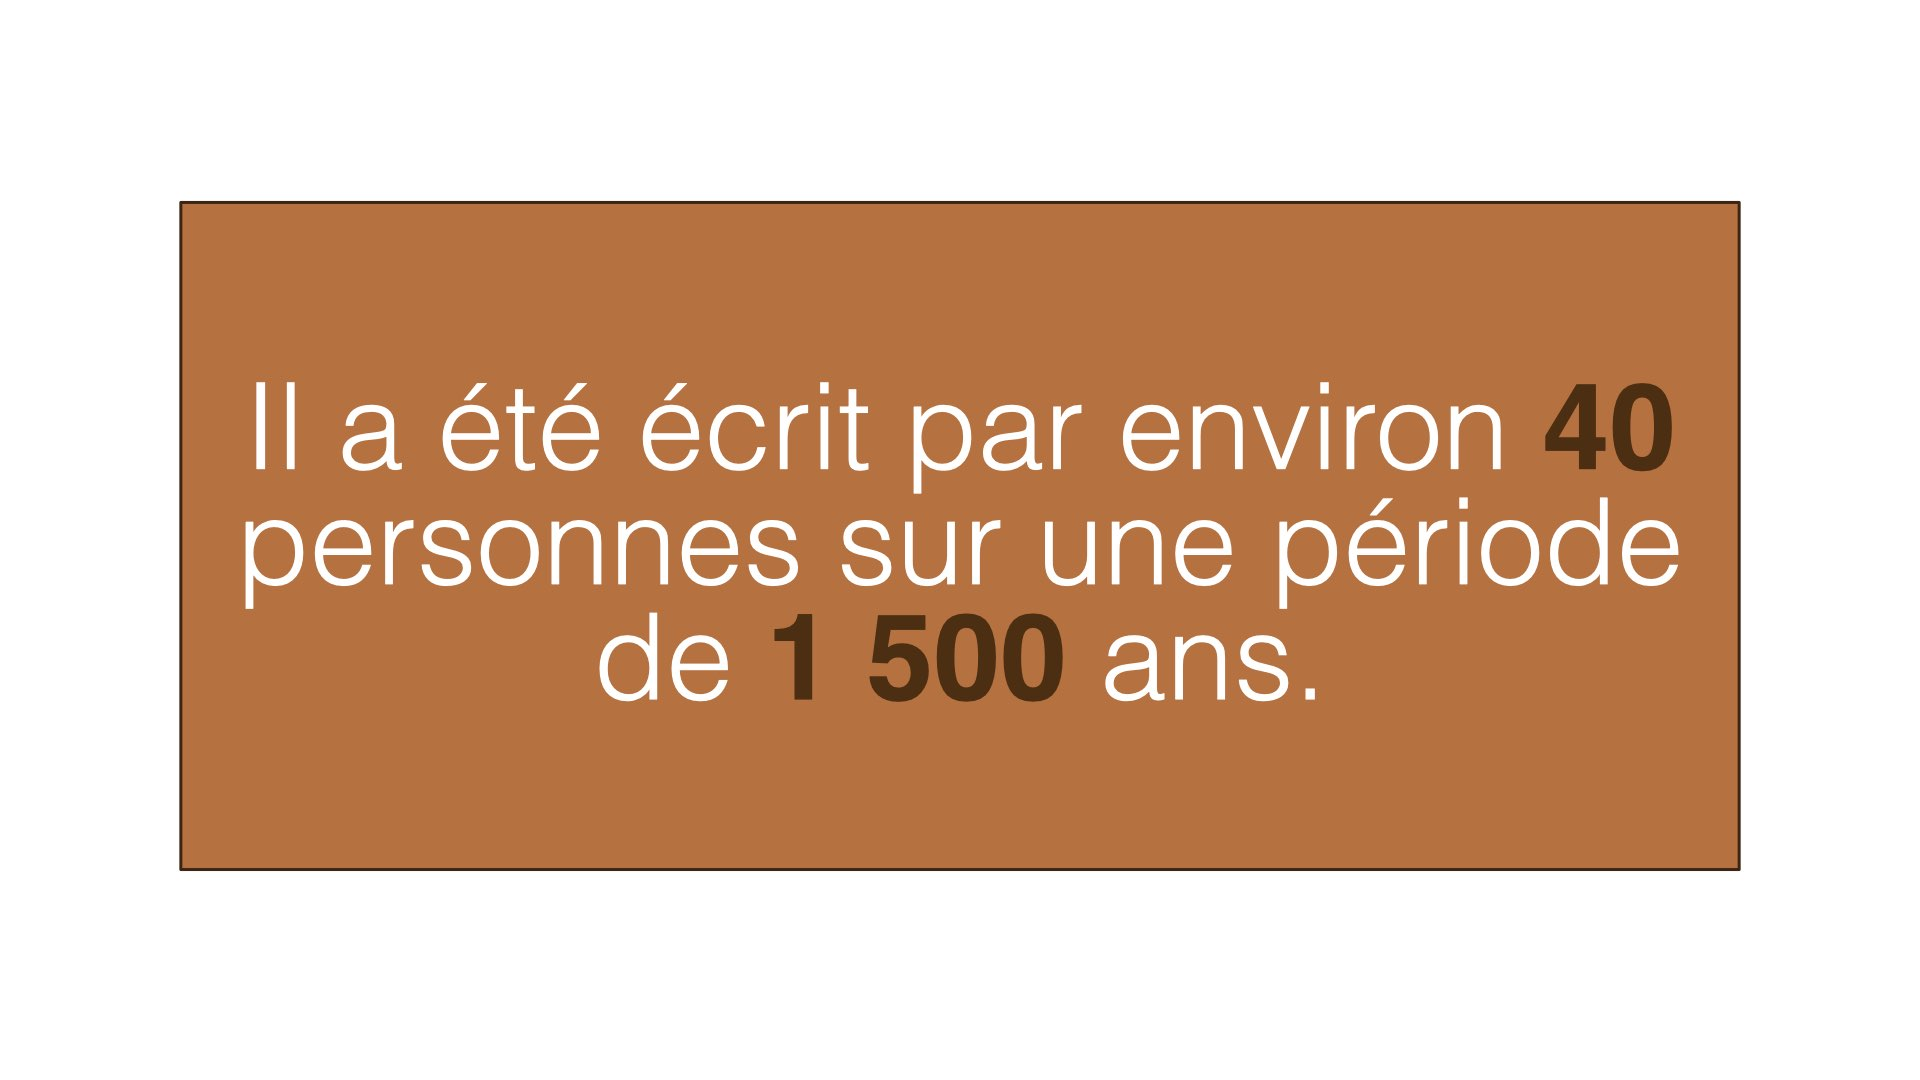 Il a été écrit par environ 40
personnes sur une période
de 1 500 ans.